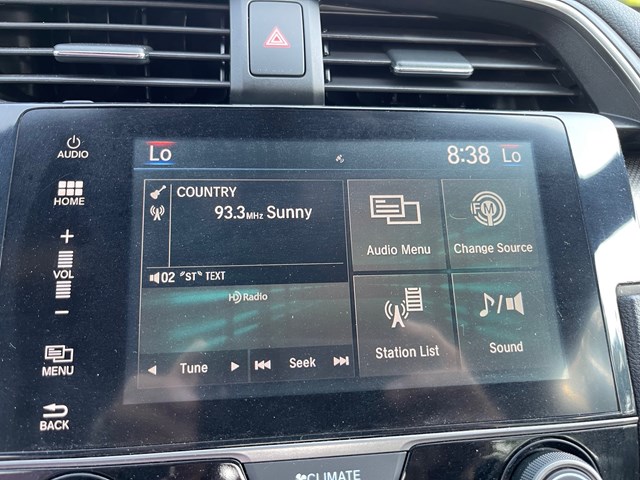 AUDIO
HOME
+
VOL
−
MENU
BACK
Lo
8:38 Lo
COUNTRY
93.3MHz Sunny
02 "ST" TEXT
HD Radio
Tune
Seek
Audio Menu
FM
Change Source
Station List
Sound
CLIMATE